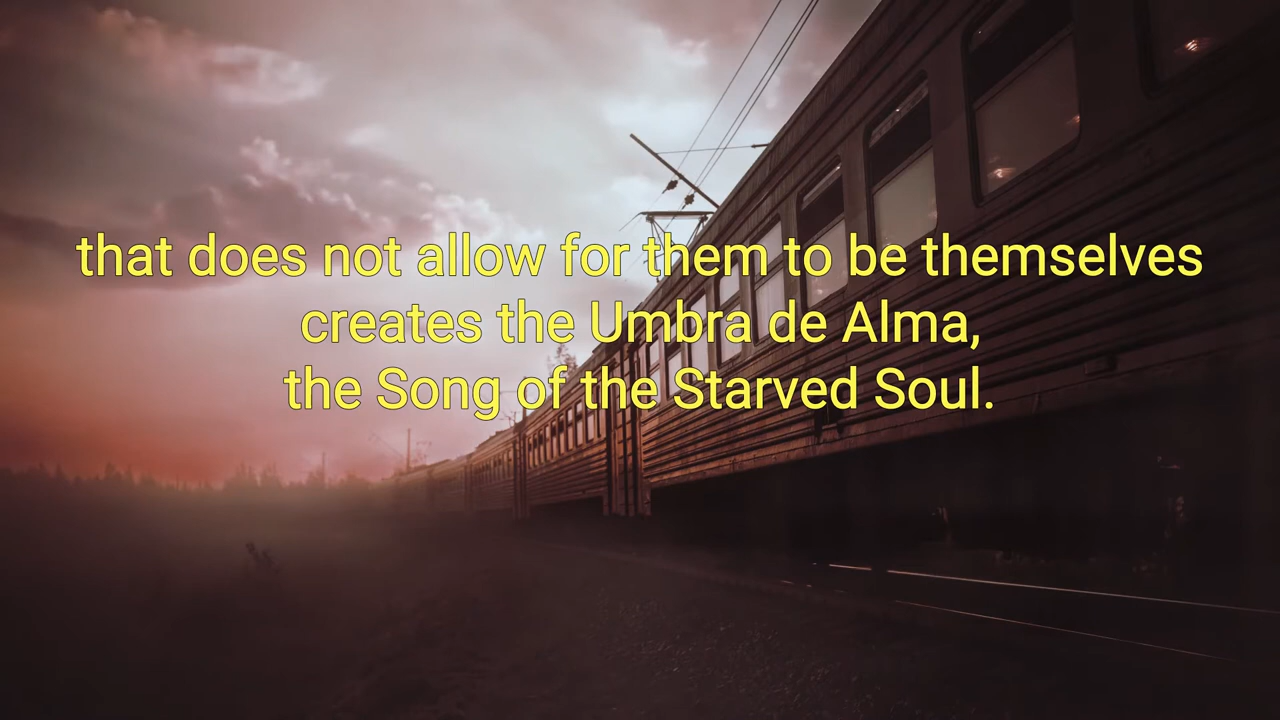 that does not allow for them to be themselves
creates the Umbra de Alma,
the Song of the Starved Soul.